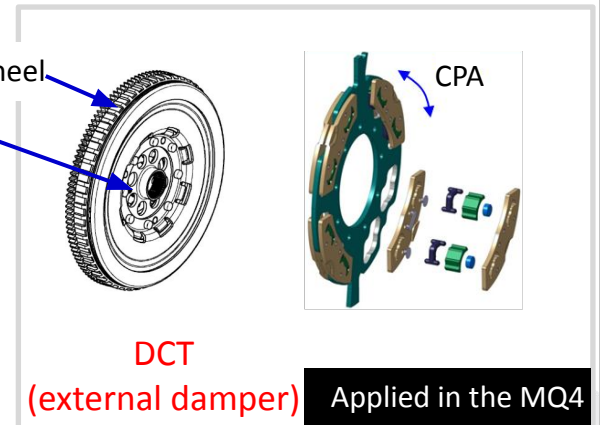 heel
CPA
DCT
(external damper)
Applied in the MQ4